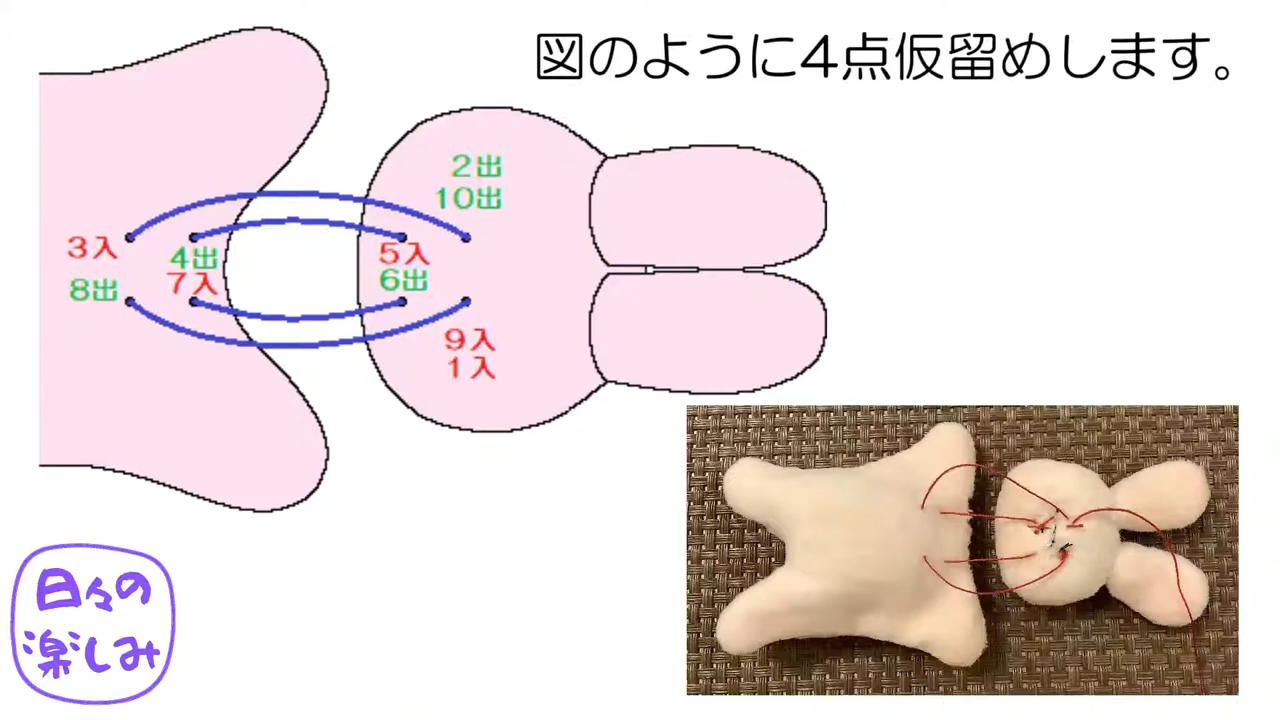 図のように4点仮留めします。
2出
10出
3入
4出
5入
8出
7入
6出
9入
1入
日々の
楽しみ